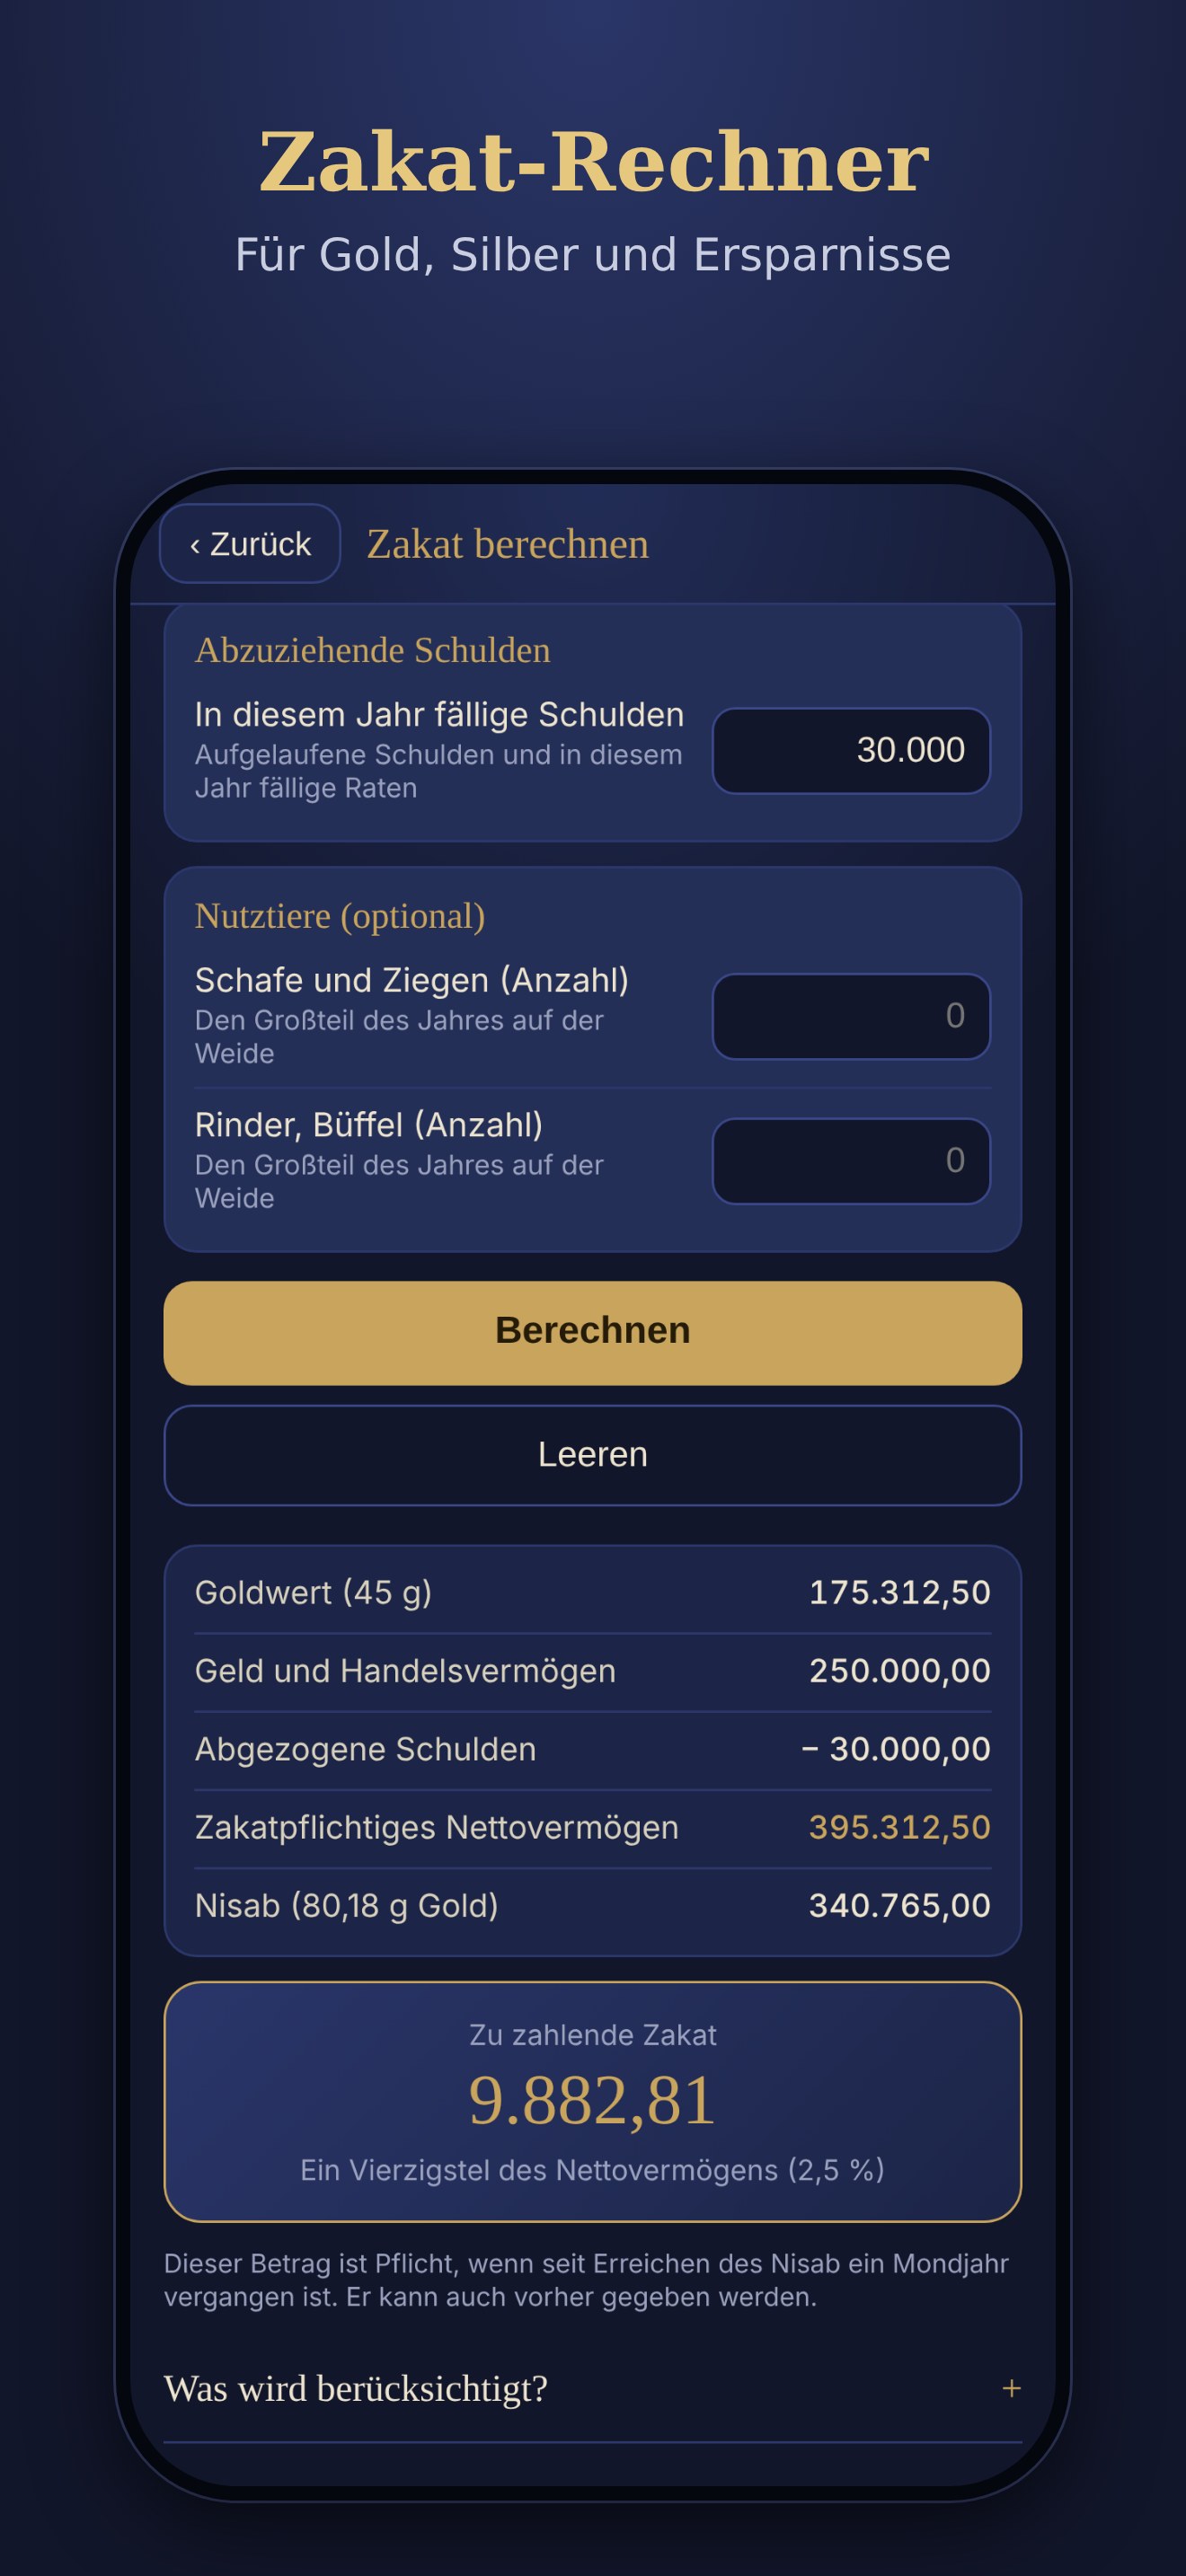 Zakat-Rechner
Für Gold, Silber und Ersparnisse
‹ Zurück
Zakat berechnen
Abzuziehende Schulden
In diesem Jahr fällige Schulden
Aufgelaufene Schulden und in diesem
Jahr fällige Raten
30.000
Nutztiere (optional)
Schafe und Ziegen (Anzahl)
Den Großteil des Jahres auf der
Weide
0
Rinder, Büffel (Anzahl)
Den Großteil des Jahres auf der
Weide
0
Berechnen
Leeren
Goldwert (45 g) 175.312,50
Geld und Handelsvermögen 250.000,00
Abgezogene Schulden − 30.000,00
Zakatpflichtiges Nettovermögen 395.312,50
Nisab (80,18 g Gold) 340.765,00
Zu zahlende Zakat
9.882,81
Ein Vierzigstel des Nettovermögens (2,5 %)
Dieser Betrag ist Pflicht, wenn seit Erreichen des Nisab ein Mondjahr
vergangen ist. Er kann auch vorher gegeben werden.
Was wird berücksichtigt? +